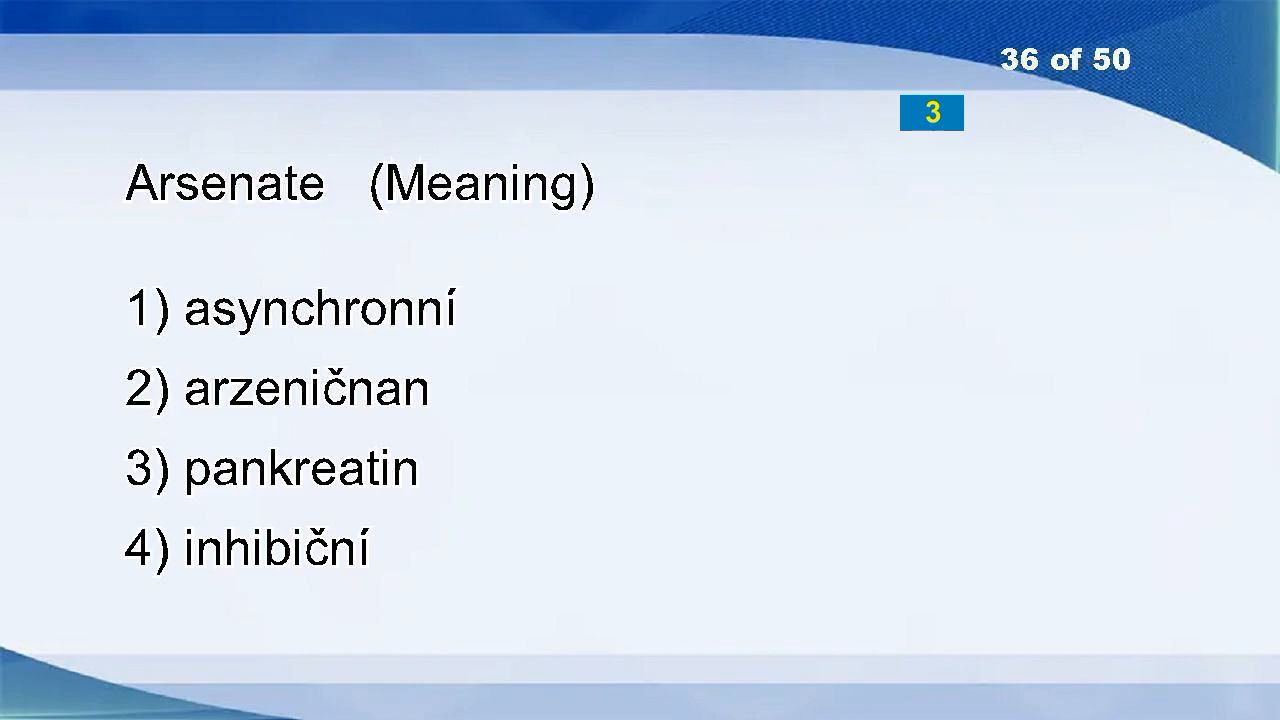 36 of 50
3
Arsenate (Meaning)
1) asynchronní
2) arzeničnan
3) pankreatin
4) inhibiční